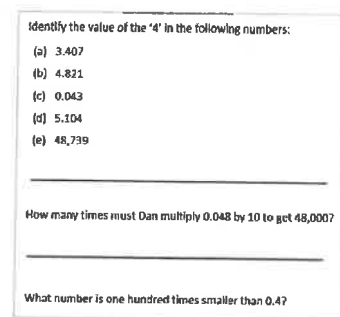 Identify the value of the '4' in the following numbers:
(a) 3.407
(b) 4.821
(c) 0.043
(d) 5.104
(e) 48,739
How many times must Dan multiply 0.048 by 10 to get 48,000?
What number is one hundred times smaller than 0.4?